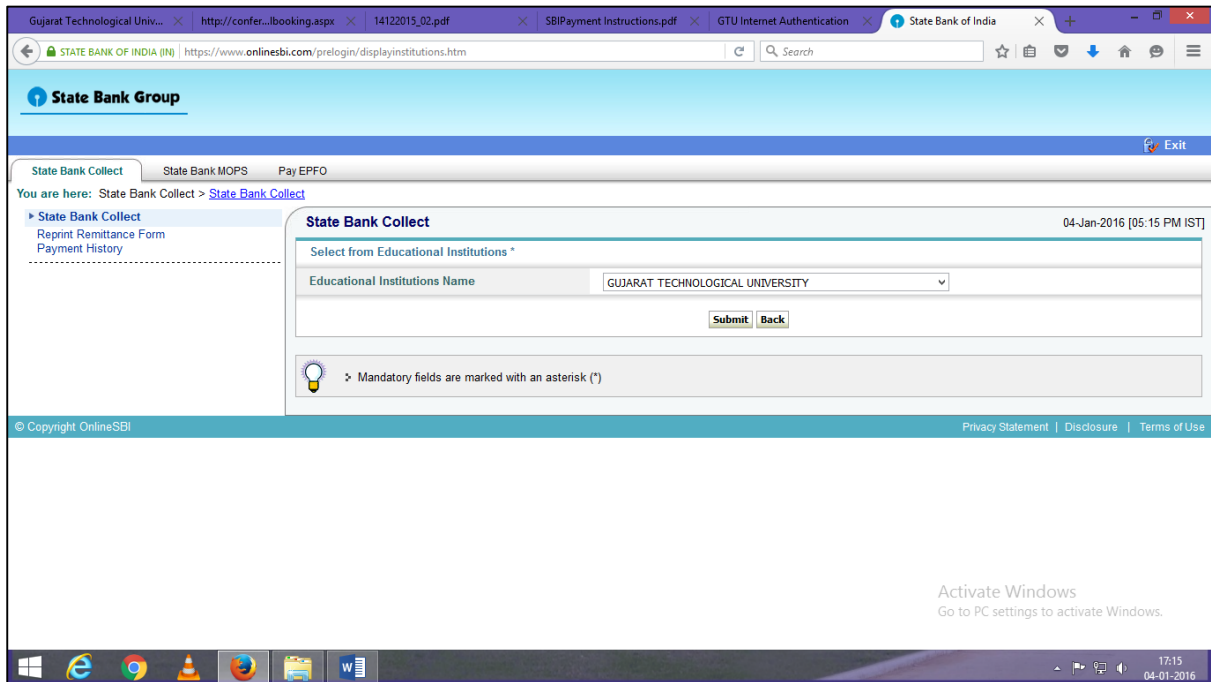 Gujarat Technological Univ...
http://confer...lbooking.aspx
14122015_02.pdf
SBIPayment Instructions.pdf
GTU Internet Authentication
State Bank of India
STATE BANK OF INDIA (IN)
https://www.onlinesbi.com/prelogin/displayinstitutions.htm
Search
State Bank Group
Exit
State Bank Collect
State Bank MOPS
Pay EPFO
You are here: State Bank Collect > State Bank Collect
State Bank Collect
Reprint Remittance Form
Payment History
State Bank Collect
04-Jan-2016 [05:15 PM IST]
Select from Educational Institutions *
Educational Institutions Name
GUJARAT TECHNOLOGICAL UNIVERSITY
Submit
Back
Mandatory fields are marked with an asterisk (*)
© Copyright OnlineSBI
Privacy Statement | Disclosure | Terms of Use
Activate Windows
Go to PC settings to activate Windows.
17:15
04-01-2016